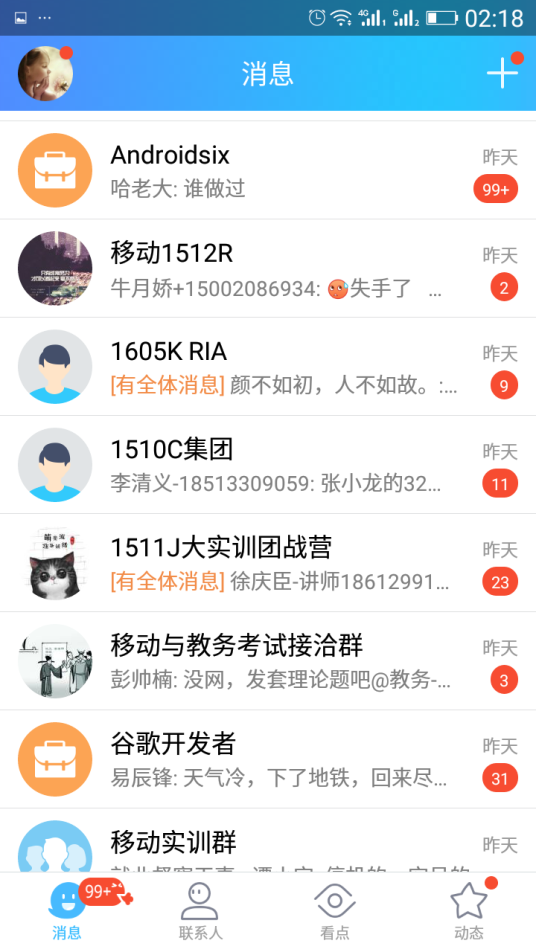 4G 1 G 2 02:18
消息
Androidsix 昨天
哈老大: 谁做过 99+
移动1512R 昨天
牛月娇+15002086934: 失手了 ... 2
1605K RIA 昨天
[有全体消息] 颜不如初，人不如故。:... 9
1510C集团 昨天
李清义-18513309059: 张小龙的32... 11
1511J大实训团战营 昨天
[有全体消息] 徐庆臣-讲师18612991... 23
移动与教务考试接洽群 昨天
彭帅楠: 没网，发套理论题吧@教务-... 3
谷歌开发者 昨天
易辰锋: 天气冷，下了地铁，回来尽... 31
移动实训群 昨天
99+
消息 联系人 看点 动态